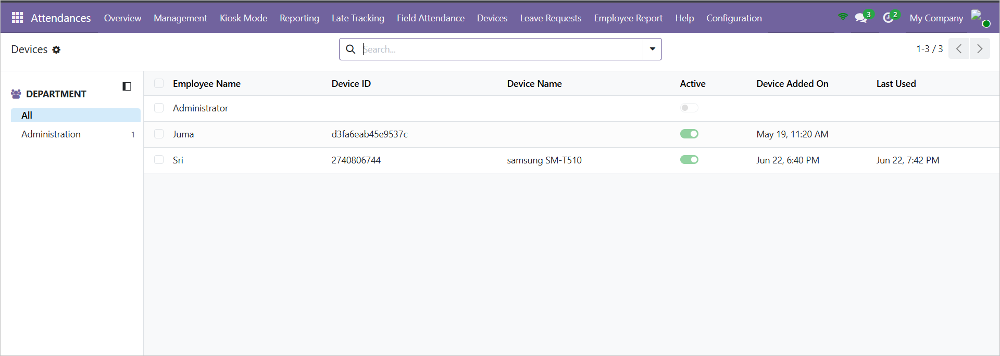 Attendances Overview Management Kiosk Mode Reporting Late Tracking Field Attendance Devices Leave Requests Employee Report Help Configuration 3 2 My Company
Devices Search... 1-3 / 3
DEPARTMENT
All
Administration 1
Employee Name Device ID Device Name Active Device Added On Last Used
Administrator
Juma d3fa6eab45e9537c May 19, 11:20 AM
Sri 2740806744 samsung SM-T510 Jun 22, 6:40 PM Jun 22, 7:42 PM